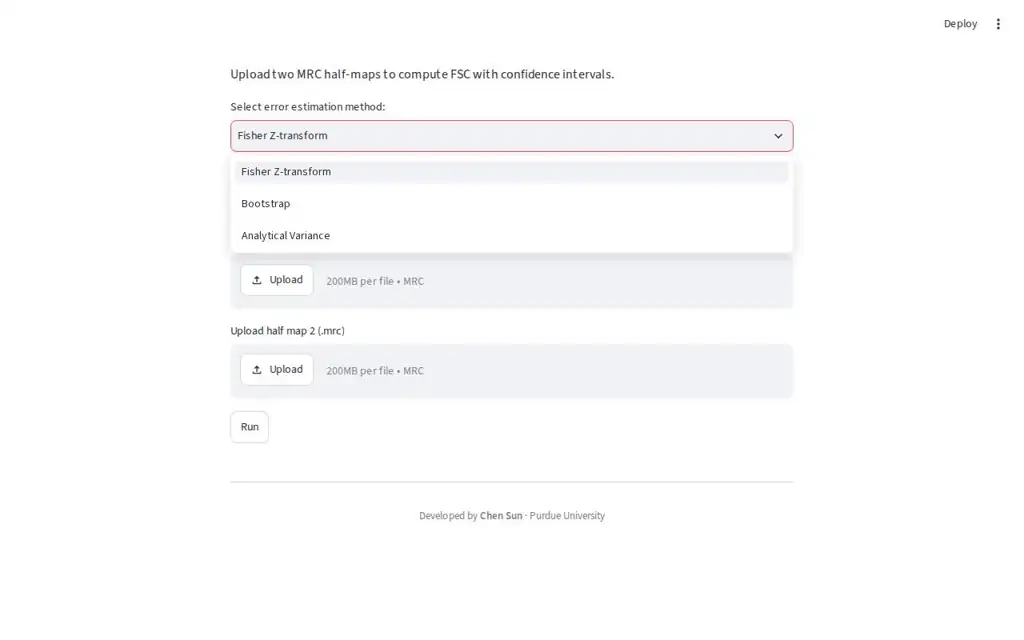 Deploy
Upload two MRC half-maps to compute FSC with confidence intervals.
Select error estimation method:
Fisher Z-transform
Fisher Z-transform
Bootstrap
Analytical Variance
Upload 200MB per file • MRC
Upload half map 2 (.mrc)
Upload 200MB per file • MRC
Run
Developed by Chen Sun · Purdue University